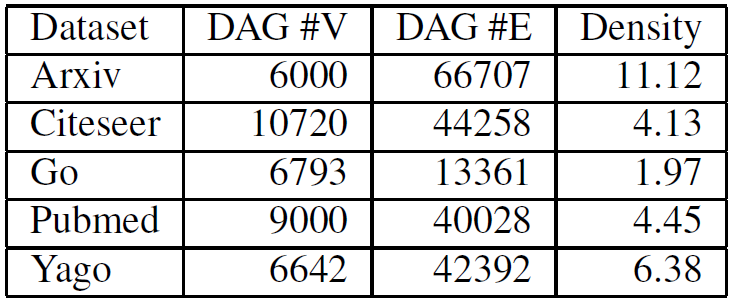 Dataset DAG #V DAG #E Density
Arxiv 6000 66707 11.12
Citeseer 10720 44258 4.13
Go 6793 13361 1.97
Pubmed 9000 40028 4.45
Yago 6642 42392 6.38